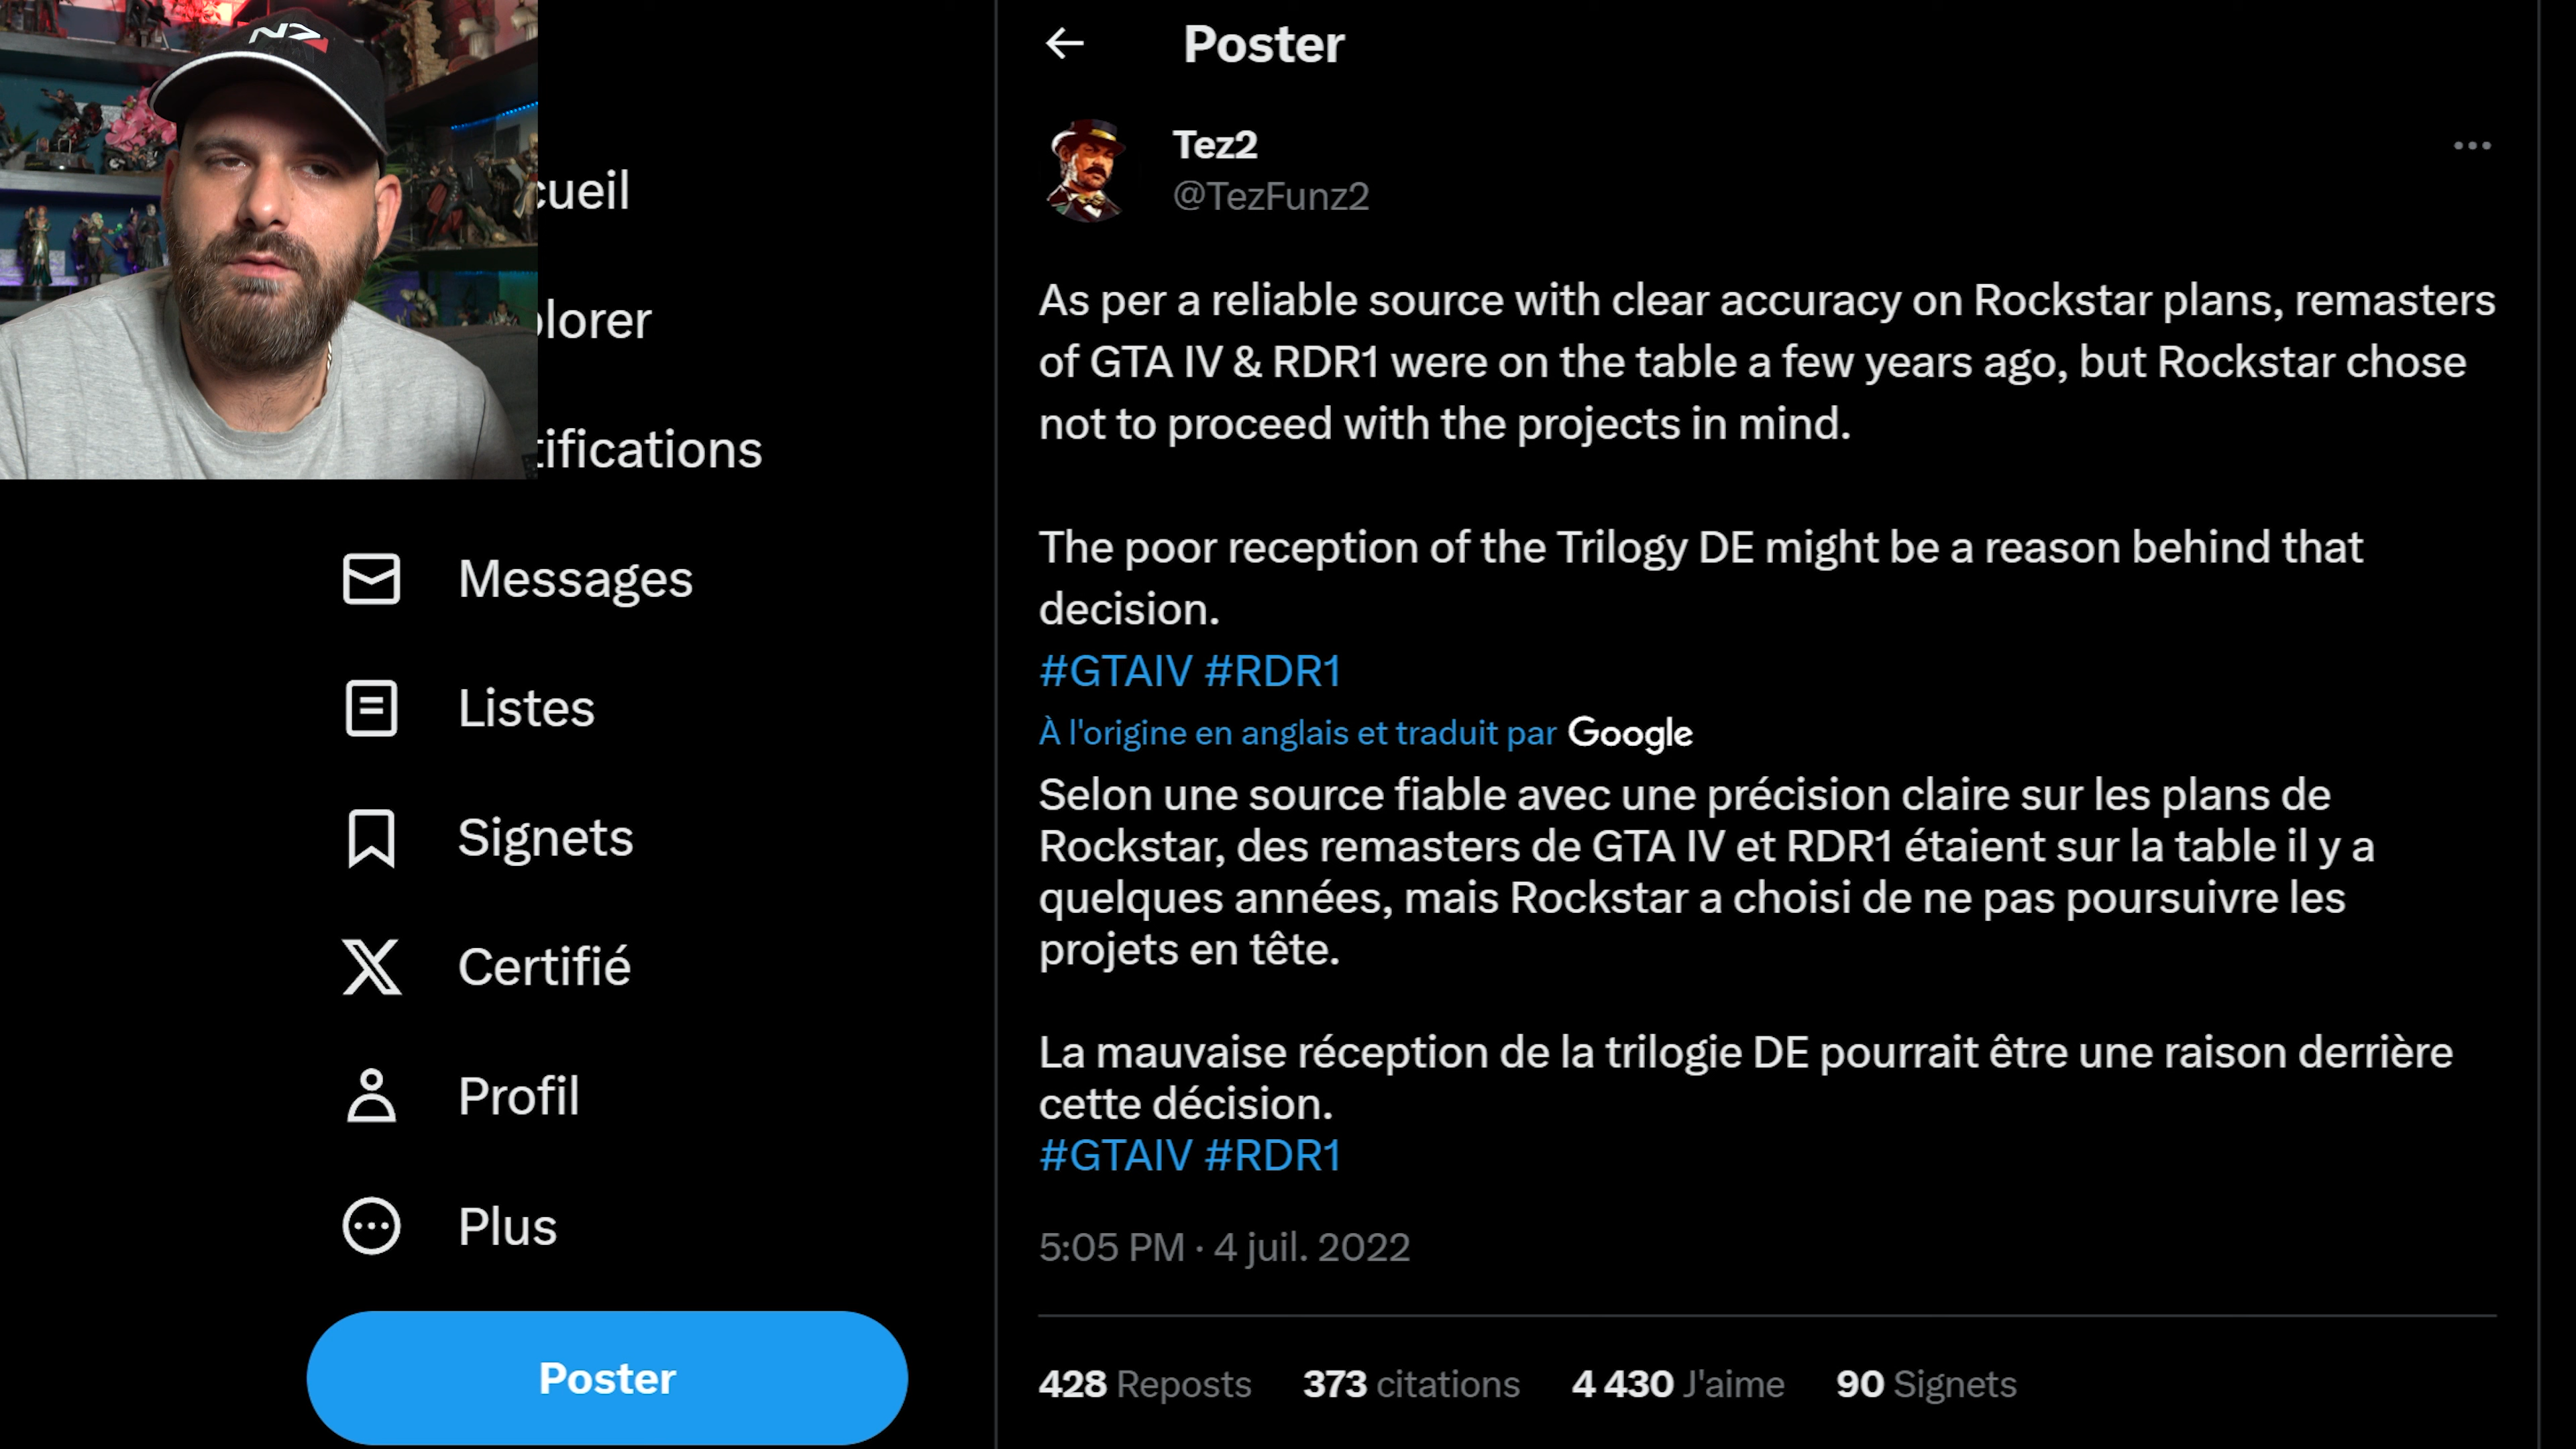 N7
cueil
plorer
tifications
Messages
Listes
Signets
Certifié
Profil
Plus
Poster
Poster
Tez2
@TezFunz2
As per a reliable source with clear accuracy on Rockstar plans, remasters
of GTA IV & RDR1 were on the table a few years ago, but Rockstar chose
not to proceed with the projects in mind.
The poor reception of the Trilogy DE might be a reason behind that
decision.
#GTAIV #RDR1
À l'origine en anglais et traduit par Google
Selon une source fiable avec une précision claire sur les plans de
Rockstar, des remasters de GTA IV et RDR1 étaient sur la table il y a
quelques années, mais Rockstar a choisi de ne pas poursuivre les
projets en tête.
La mauvaise réception de la trilogie DE pourrait être une raison derrière
cette décision.
#GTAIV #RDR1
5:05 PM · 4 juil. 2022
428 Reposts 373 citations 4 430 J'aime 90 Signets